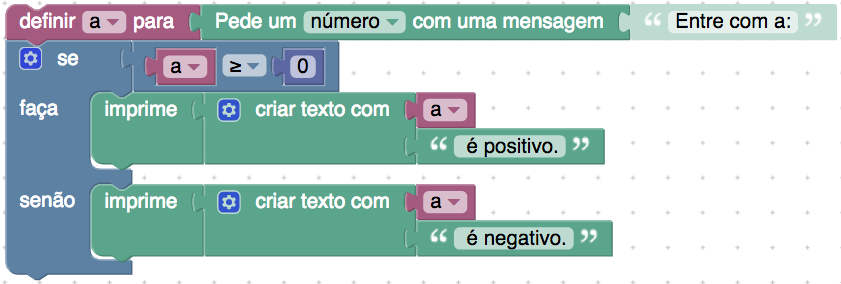 definir a para Pede um número com uma mensagem “ Entre com a: ”
se a ≥ 0
faça imprime criar texto com a
“ é positivo. ”
senão imprime criar texto com a
“ é negativo. ”